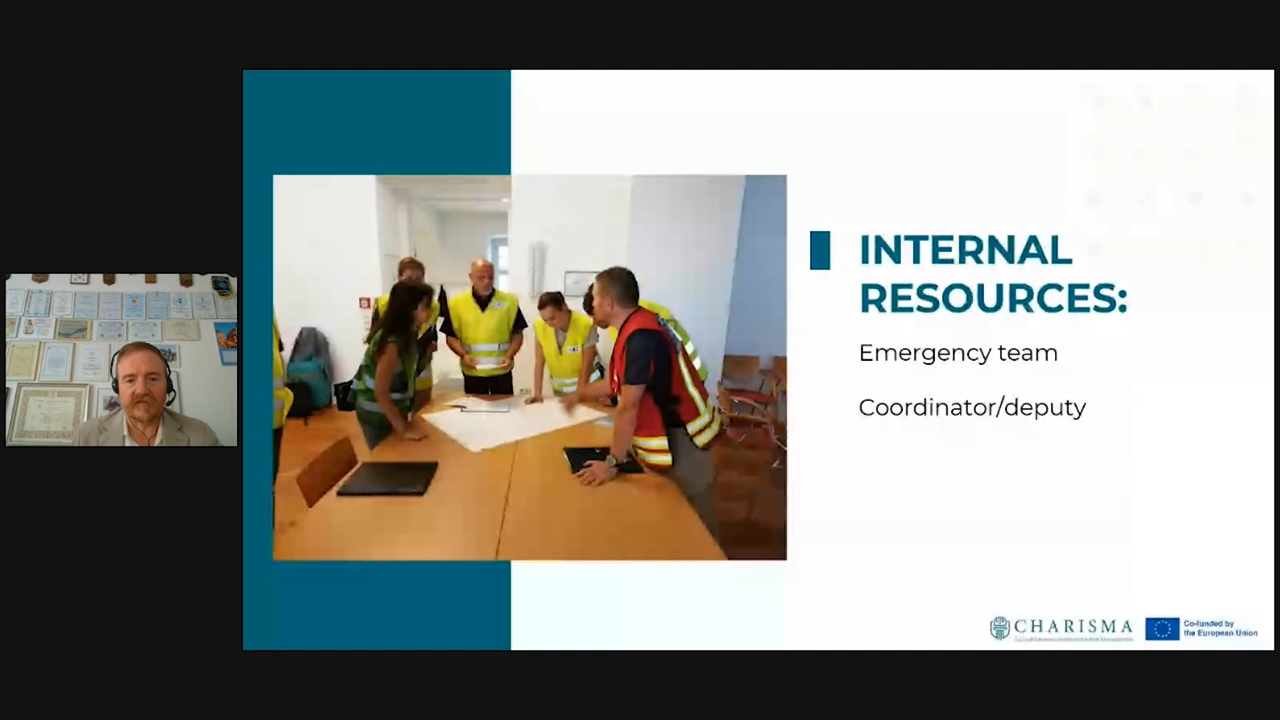 INTERNAL
RESOURCES:
Emergency team
Coordinator/deputy
CHARISMA
Co-funded by
the European Union